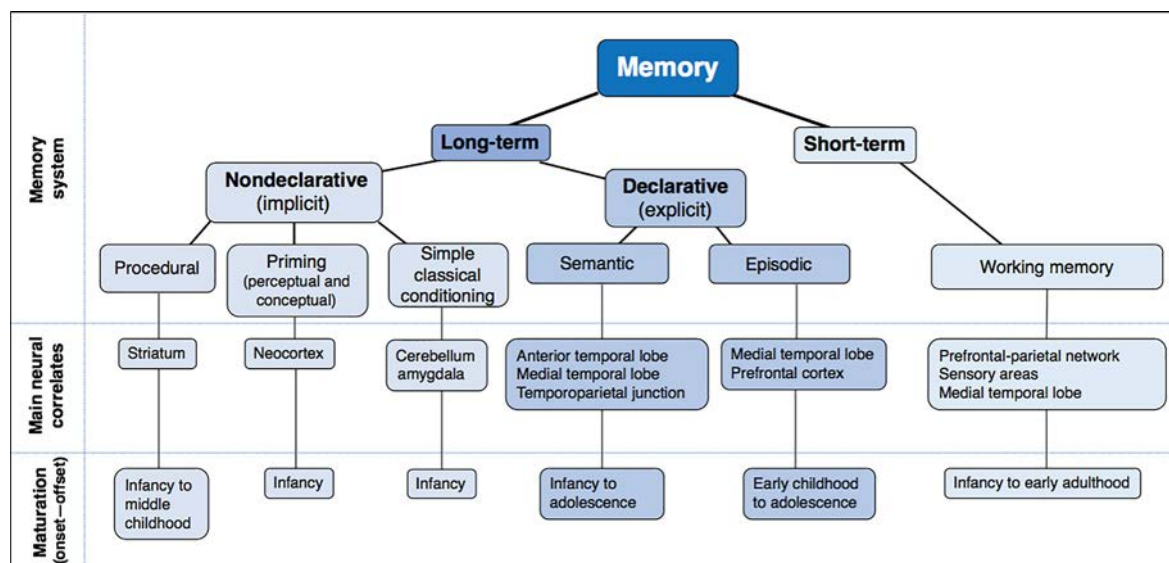 Memory
Long-term
Short-term
Memory
system
Nondeclarative
(implicit)
Declarative
(explicit)
Procedural
Priming
(perceptual and
conceptual)
Simple
classical
conditioning
Semantic
Episodic
Working memory
Main neural
correlates
Striatum
Neocortex
Cerebellum
amygdala
Anterior temporal lobe
Medial temporal lobe
Temporoparietal junction
Medial temporal lobe
Prefrontal cortex
Prefrontal-parietal network
Sensory areas
Medial temporal lobe
Maturation
(onset–offset)
Infancy to
middle
childhood
Infancy
Infancy
Infancy to
adolescence
Early childhood
to adolescence
Infancy to early adulthood